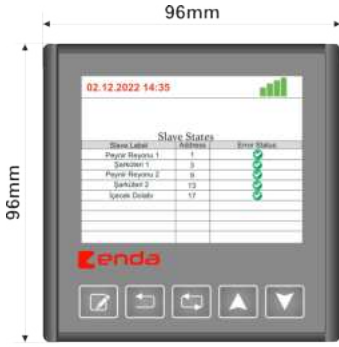 96mm
96mm
02.12.2022 14:35
Slave States
Slave Label Address Error Status
Peynir Reyonu 1 1
Şarküteri 1 3
Peynir Reyonu 2 9
Şarküteri 2 13
İçecek Dolabı 17
enda